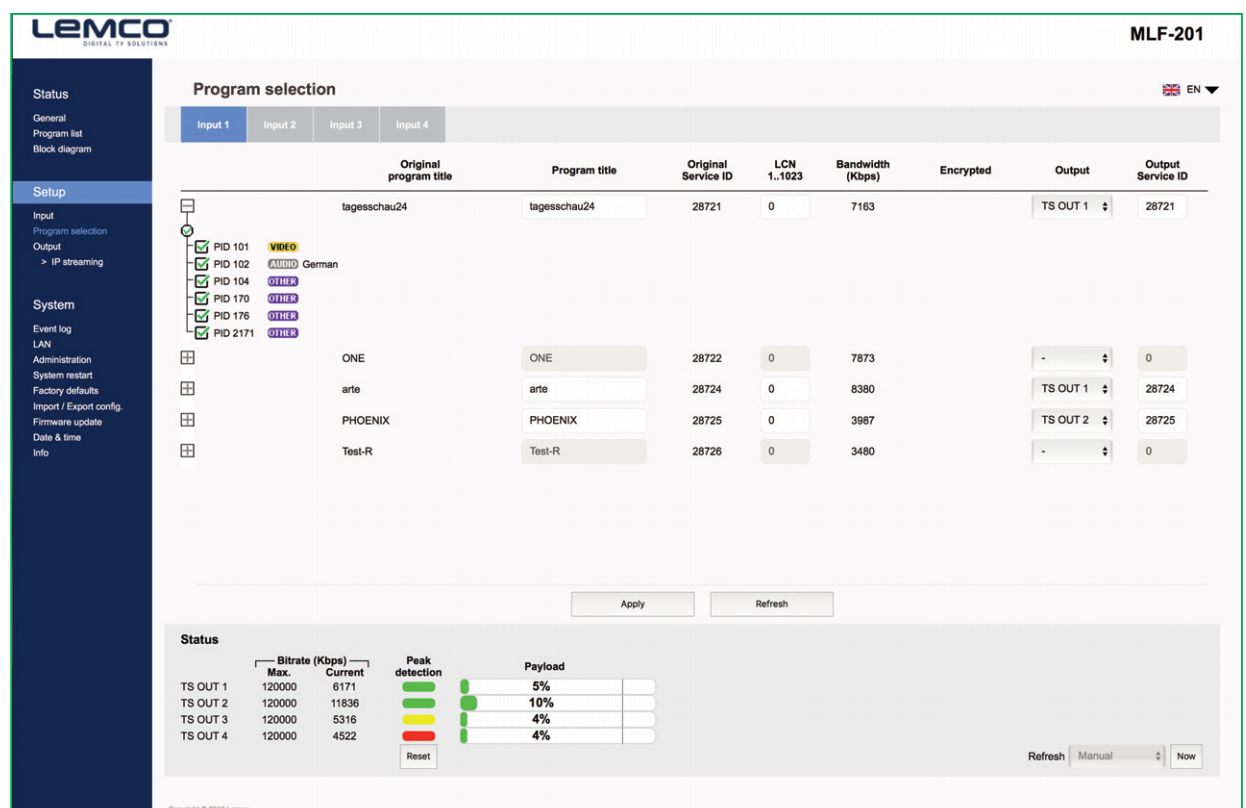 LEMCO
DIGITAL TV SOLUTIONS
MLF-201
Status
General
Program list
Block diagram
Setup
Input
Program selection
Output
> IP streaming
System
Event log
LAN
Administration
System restart
Factory defaults
Import / Export config.
Firmware update
Date & time
Info
Program selection
EN
Input 1 Input 2 Input 3 Input 4
Original program title Program title Original Service ID LCN 1..1023 Bandwidth (Kbps) Encrypted Output Output Service ID
tagesschau24 tagesschau24 28721 0 7163 TS OUT 1 28721
PID 101 VIDEO
PID 102 AUDIO German
PID 104 OTHER
PID 170 OTHER
PID 176 OTHER
PID 2171 OTHER
ONE ONE 28722 0 7873 - 0
arte arte 28724 0 8380 TS OUT 1 28724
PHOENIX PHOENIX 28725 0 3987 TS OUT 2 28725
Test-R Test-R 28726 0 3480 - 0
Apply Refresh
Status
Bitrate (Kbps) Peak detection Payload
Max. Current
TS OUT 1 120000 6171 5%
TS OUT 2 120000 11836 10%
TS OUT 3 120000 5316 4%
TS OUT 4 120000 4522 4%
Reset
Refresh Manual Now